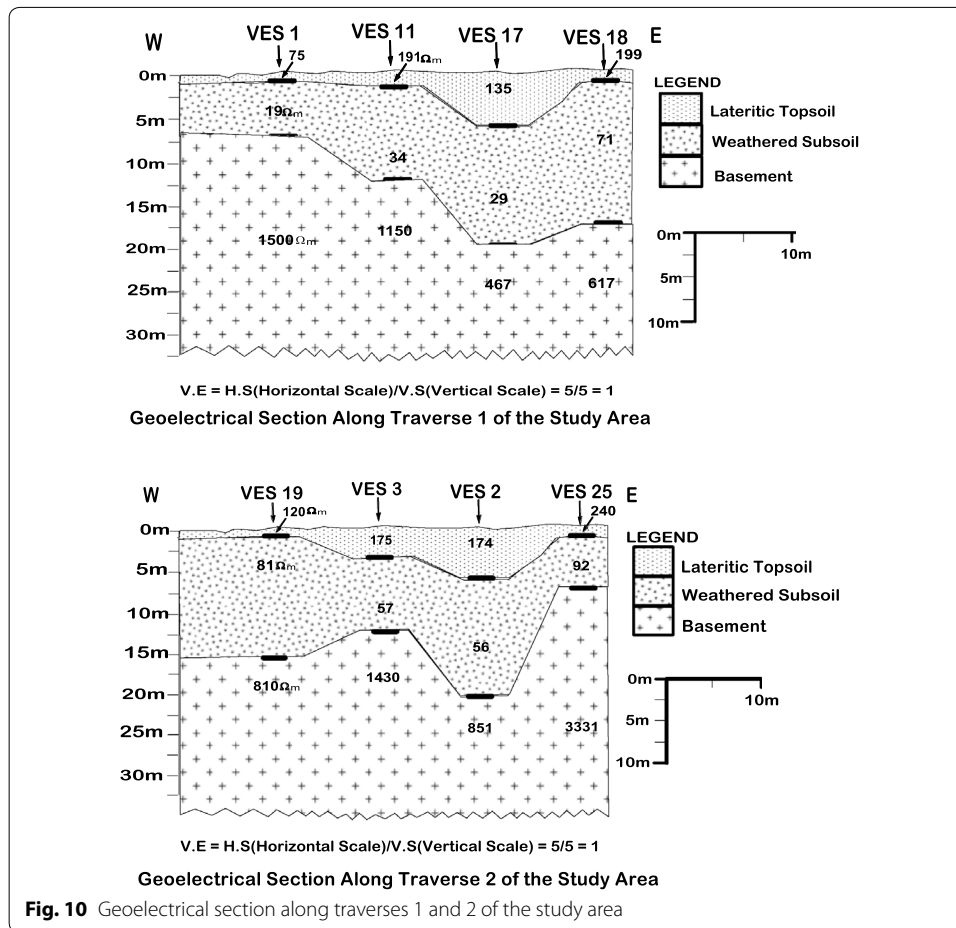 W VES 1 VES 11 VES 17 VES 18 E
75 191Ωm 199
0m
5m
10m
15m
20m
25m
30m
135
19Ωm 71
34
29
1500Ωm 1150
467 617
LEGEND
Lateritic Topsoil
Weathered Subsoil
Basement
0m
5m
10m
10m
V.E = H.S(Horizontal Scale)/V.S(Vertical Scale) = 5/5 = 1
Geoelectrical Section Along Traverse 1 of the Study Area
W VES 19 VES 3 VES 2 VES 25 E
120Ωm 240
0m
5m
10m
15m
20m
25m
30m
175 174
81Ωm 92
57
56
810Ωm 1430
851 3331
LEGEND
Lateritic Topsoil
Weathered Subsoil
Basement
0m
5m
10m
10m
V.E = H.S(Horizontal Scale)/V.S(Vertical Scale) = 5/5 = 1
Geoelectrical Section Along Traverse 2 of the Study Area
Fig. 10 Geoelectrical section along traverses 1 and 2 of the study area